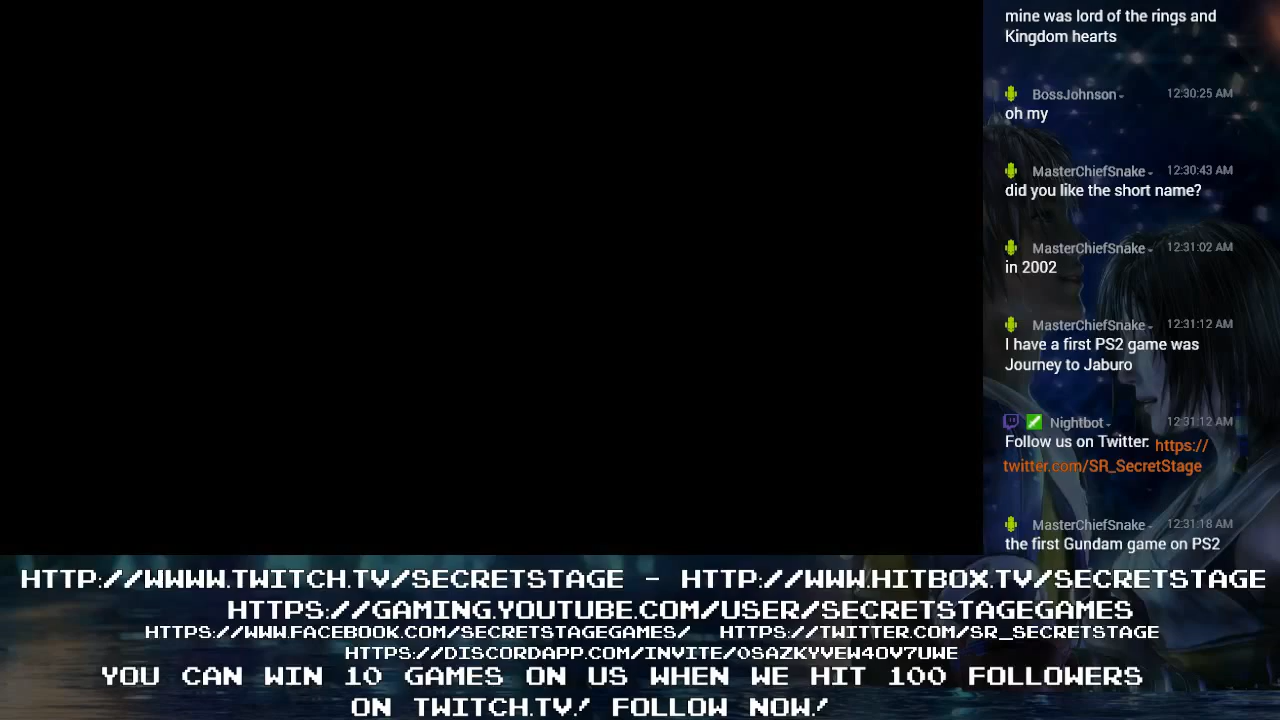 mine was lord of the rings and
Kingdom hearts
BossJohnson 12:30:25 AM
oh my
MasterChiefSnake 12:30:43 AM
did you like the short name?
MasterChiefSnake 12:31:02 AM
in 2002
MasterChiefSnake 12:31:12 AM
I have a first PS2 game was
Journey to Jaburo
Nightbot 12:31:12 AM
Follow us on Twitter: https://
twitter.com/SR_SecretStage
MasterChiefSnake 12:31:18 AM
the first Gundam game on PS2
HTTP://WWWW.TWITCH.TV/SECRETSTAGE - HTTP://WWW.HITBOX.TV/SECRETSTAGE
HTTPS://GAMING.YOUTUBE.COM/USER/SECRETSTAGEGAMES
HTTPS://WWW.FACEBOOK.COM/SECRETSTAGEGAMES/ HTTPS://TWITTER.COM/SR_SECRETSTAGE
HTTPS://DISCORDAPP.COM/INVITE/0SAZKYVEW4OV7UWE
YOU CAN WIN 10 GAMES ON US WHEN WE HIT 100 FOLLOWERS
ON TWITCH.TV! FOLLOW NOW!